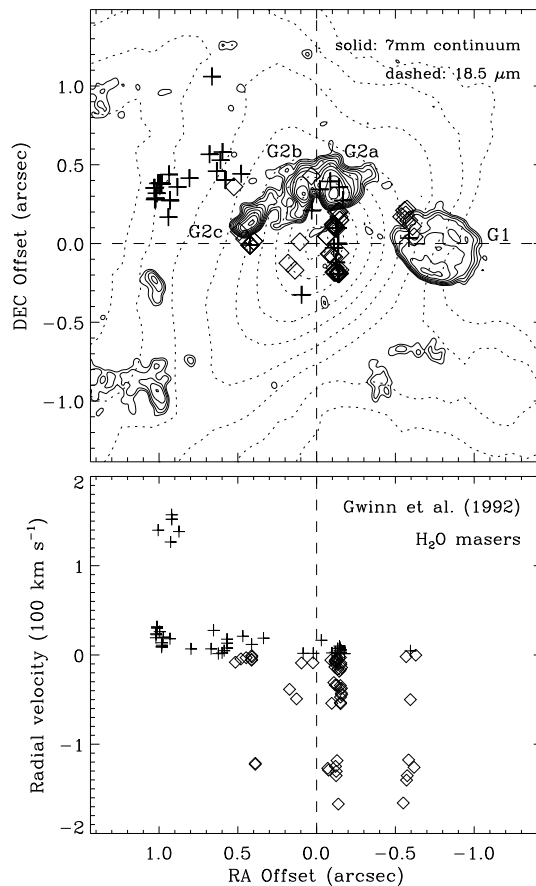 solid: 7mm continuum
dashed: 18.5 μm
1.0
G2b G2a
0.5
G2c
G1
0.0
−0.5
−1.0
DEC Offset (arcsec)
2
Gwinn et al. (1992)
H₂O masers
1
0
−1
−2
Radial velocity (100 km s⁻¹)
1.0 0.5 0.0 −0.5 −1.0
RA Offset (arcsec)